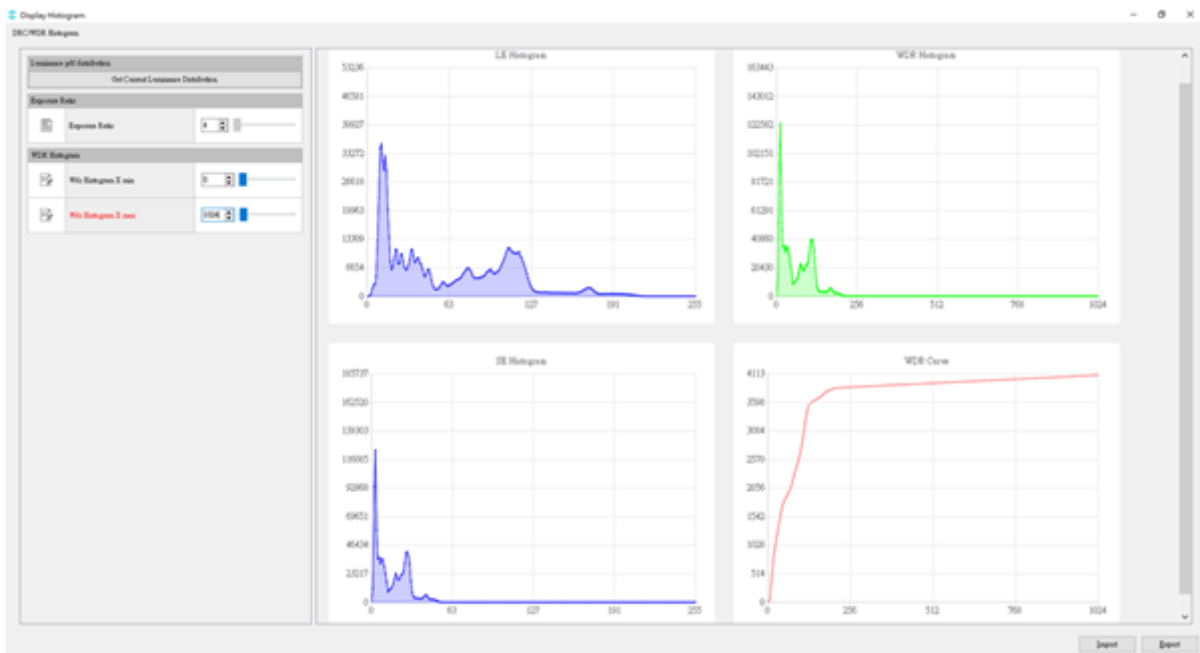 Display Histogram
DRC/WDR Histogram
Luminance pdf distribution
Get Current Luminance Distribution
Exposure Ratio
Exposure Ratio
4
WDR Histogram
Wdr Histogram X min
0
Wdr Histogram X max
1024
LE Histogram
53236
46581
39927
33272
26618
19963
13309
6654
0
0 63 127 191 255
WDR Histogram
163443
143012
122582
102151
81721
61291
40860
20430
0
0 256 512 768 1024
SE Histogram
185737
162520
139303
116085
92868
69651
46434
23217
0
0 63 127 191 255
WDR Curve
4113
3598
3084
2570
2056
1542
1028
514
0
0 256 512 768 1024
Import
Export